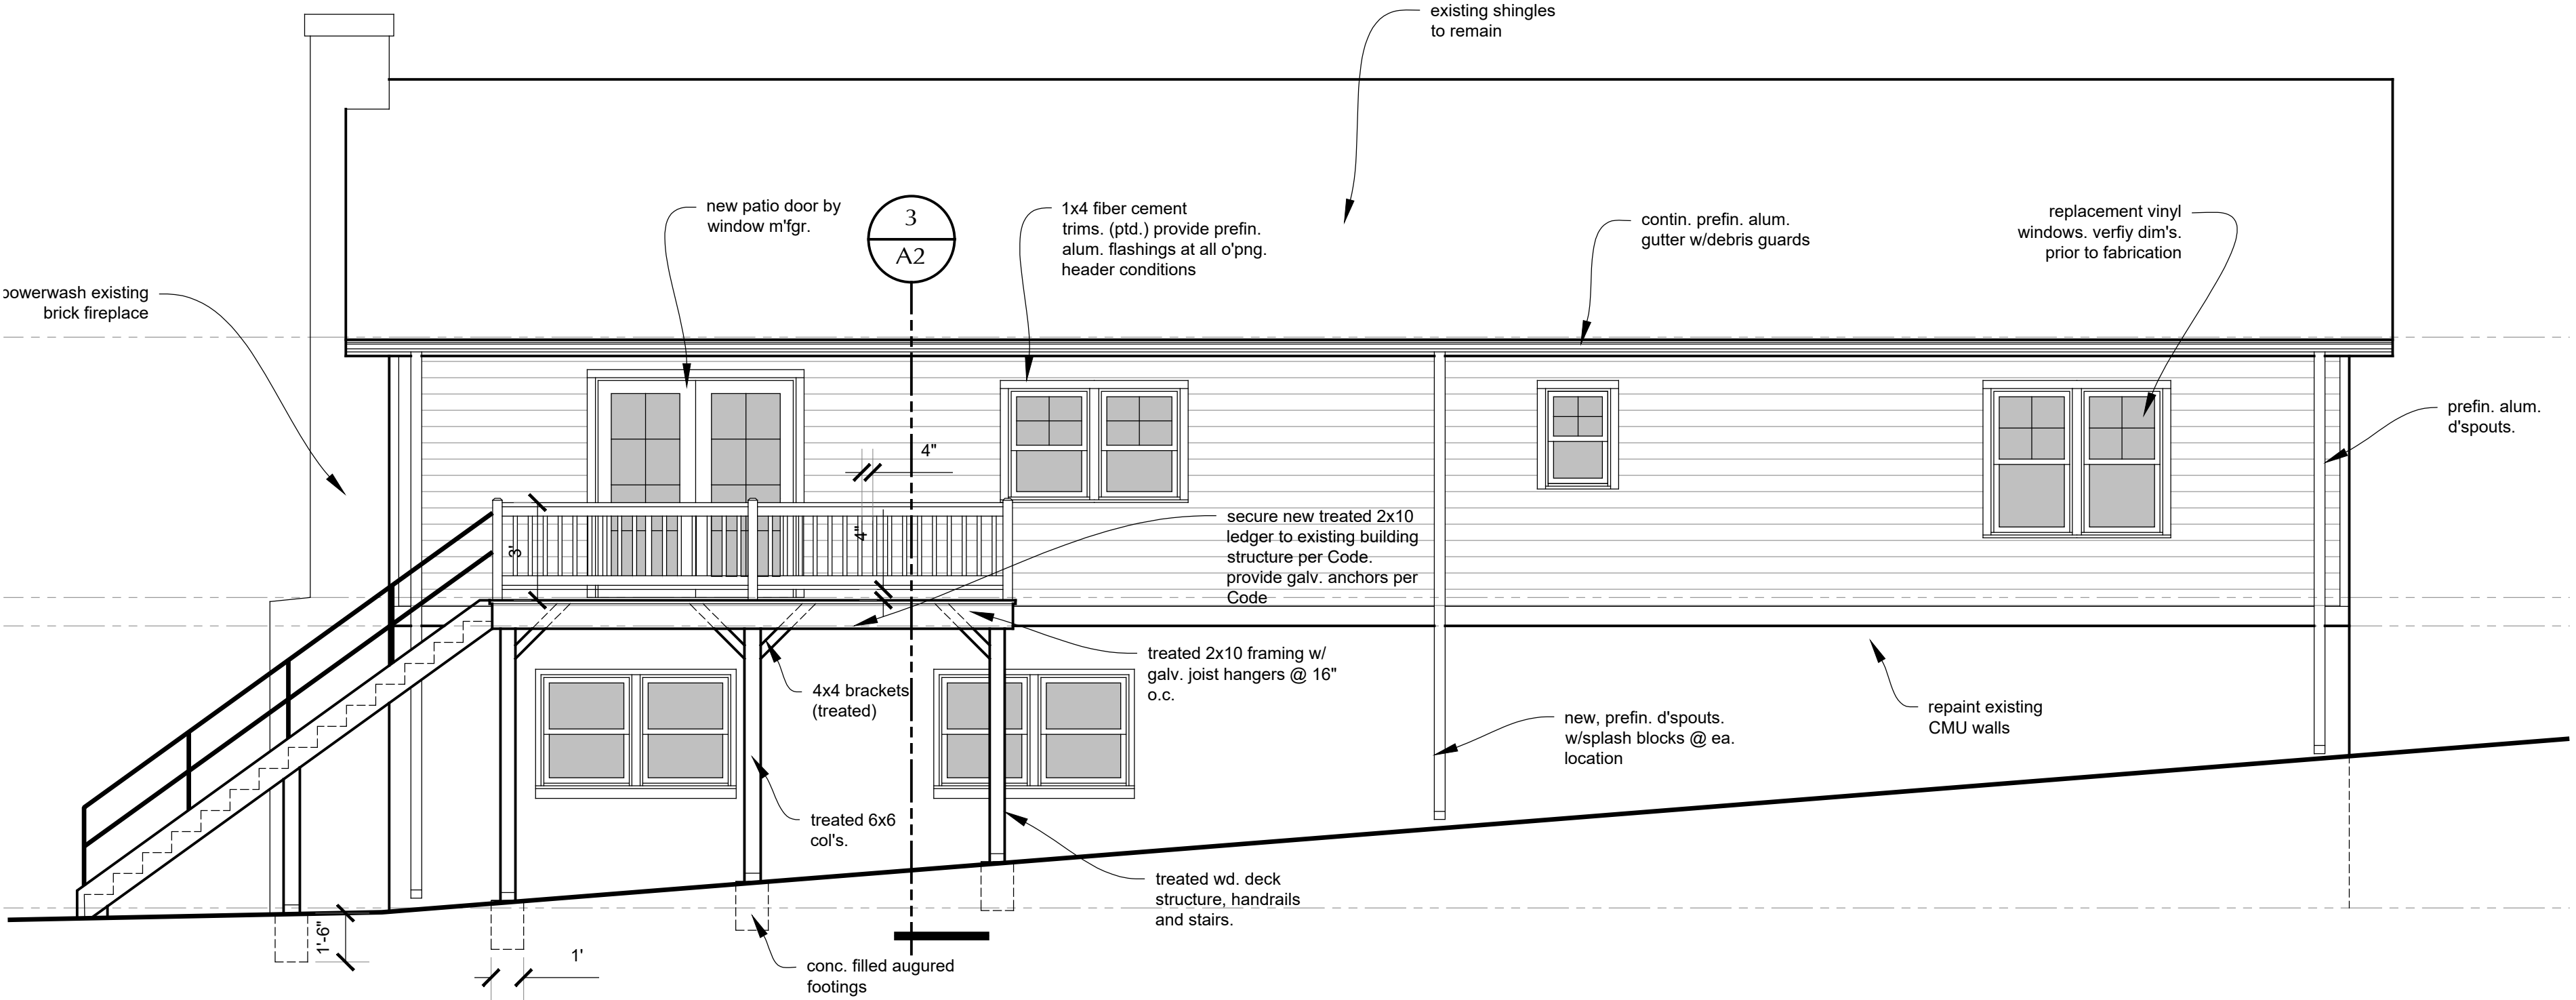 existing shingles
to remain
new patio door by
window m'fgr.
3
A2
1x4 fiber cement
trims. (ptd.) provide prefin.
alum. flashings at all o'png.
header conditions
contin. prefin. alum.
gutter w/debris guards
replacement vinyl
windows. verfiy dim's.
prior to fabrication
powerwash existing
brick fireplace
prefin. alum.
d'spouts.
4"
3'
4"
secure new treated 2x10
ledger to existing building
structure per Code.
provide galv. anchors per
Code
treated 2x10 framing w/
galv. joist hangers @ 16"
o.c.
4x4 brackets
(treated)
new, prefin. d'spouts.
w/splash blocks @ ea.
location
repaint existing
CMU walls
treated 6x6
col's.
treated wd. deck
structure, handrails
and stairs.
1'-6"
1'
conc. filled augured
footings